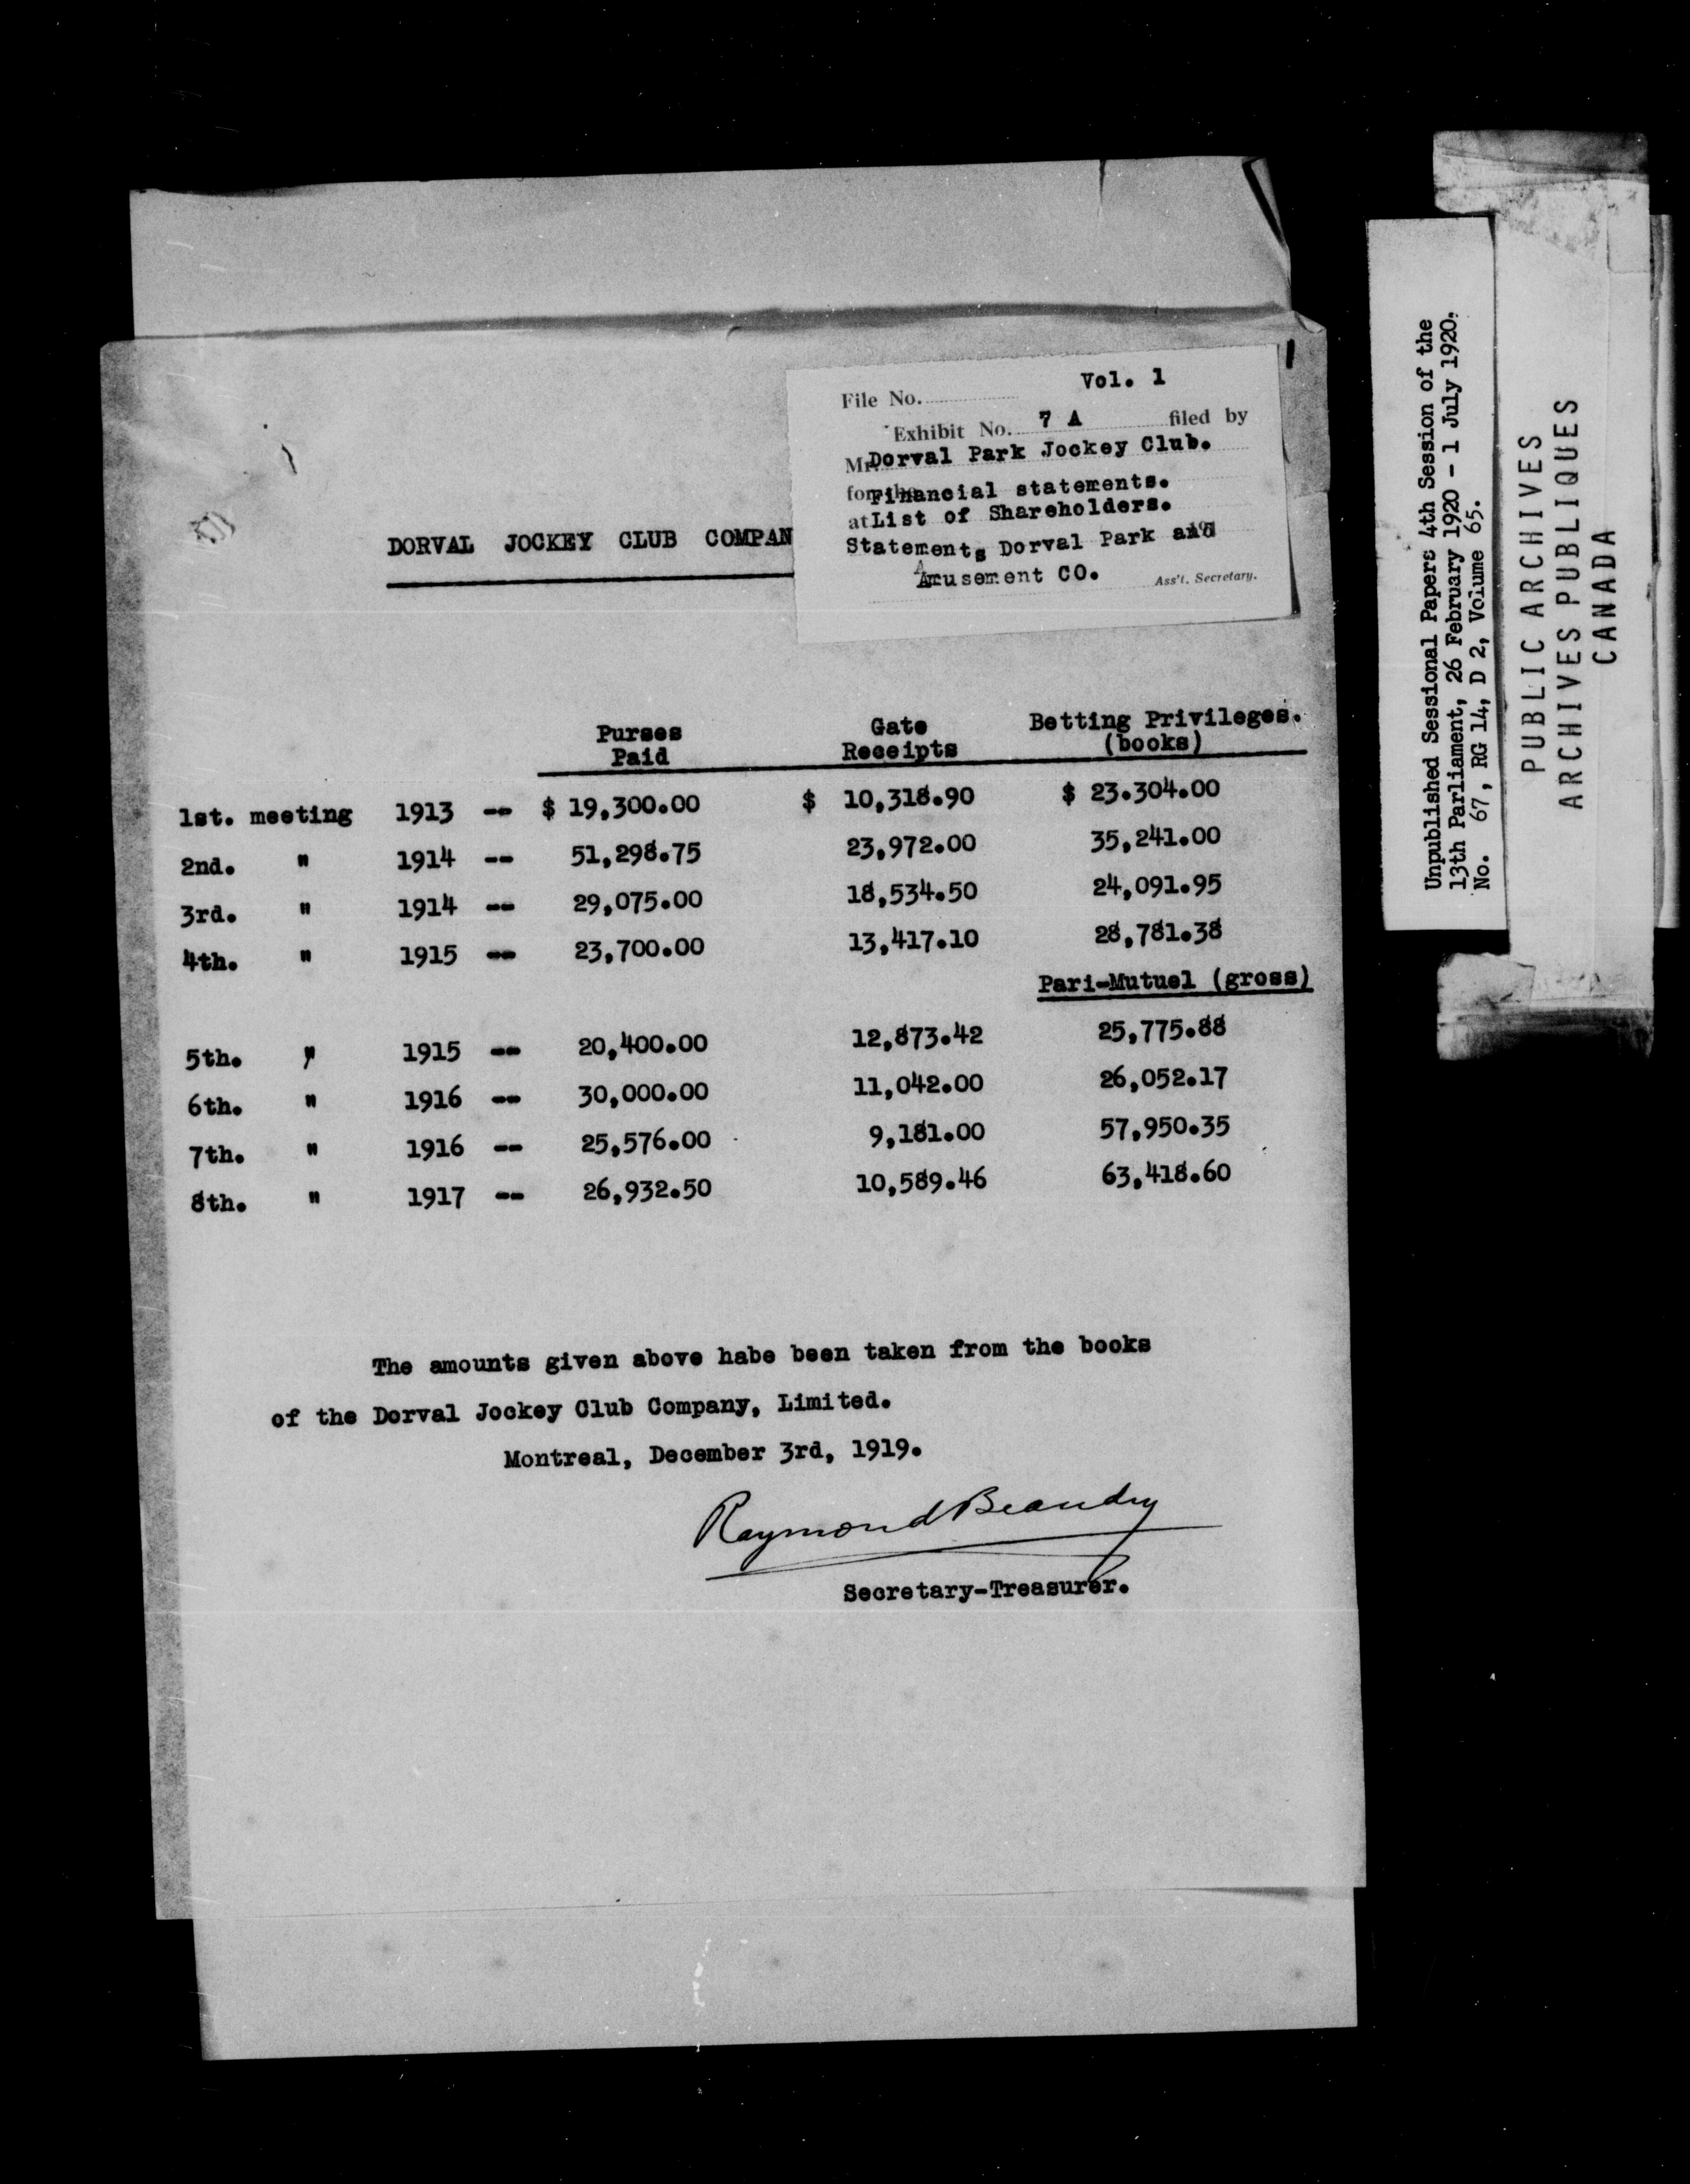 Vol. 1
File No.
Exhibit No. 7 A filed by
Mr. Dorval Park Jockey Club.
for the Financial statements.
at List of Shareholders.
Statements Dorval Park and
Amusement CO. Ass't. Secretary.
DORVAL JOCKEY CLUB COMPAN
Purses Gate Betting Privileges.
Paid Receipts (books)
1st. meeting 1913 -- $ 19,300.00 $ 10,318.90 $ 23.304.00
2nd. " 1914 -- 51,298.75 23,972.00 35,241.00
3rd. " 1914 -- 29,075.00 18,534.50 24,091.95
4th. " 1915 -- 23,700.00 13,417.10 28,781.38
Pari-Mutuel (gross)
5th. " 1915 -- 20,400.00 12,873.42 25,775.88
6th. " 1916 -- 30,000.00 11,042.00 26,052.17
7th. " 1916 -- 25,576.00 9,181.00 57,950.35
8th. " 1917 -- 26,932.50 10,589.46 63,418.60
The amounts given above habe been taken from the books
of the Dorval Jockey Club Company, Limited.
Montreal, December 3rd, 1919.
Raymond Beaudry
Secretary-Treasurer.
Unpublished Sessional Papers 4th Session of the
13th Parliament, 26 February 1920 - 1 July 1920.
No. 67, RG 14, D 2, Volume 65.
PUBLIC ARCHIVES
ARCHIVES PUBLIQUES
CANADA